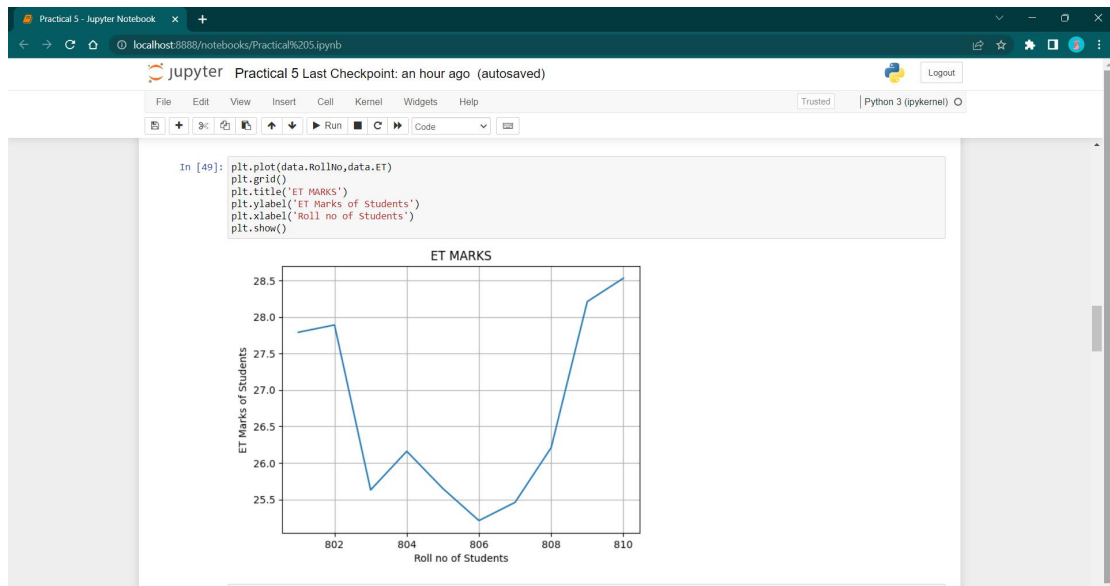 Practical 5 - Jupyter Notebook
localhost:8888/notebooks/Practical%205.ipynb
jupyter Practical 5 Last Checkpoint: an hour ago (autosaved)
Logout
File Edit View Insert Cell Kernel Widgets Help
Trusted Python 3 (ipykernel)
Run Code
In [49]: plt.plot(data.RollNo,data.ET)
plt.grid()
plt.title('ET MARKS')
plt.ylabel('ET Marks of Students')
plt.xlabel('Roll no of Students')
plt.show()
ET MARKS
28.5
28.0
27.5
27.0
26.5
26.0
25.5
ET Marks of Students
802 804 806 808 810
Roll no of Students